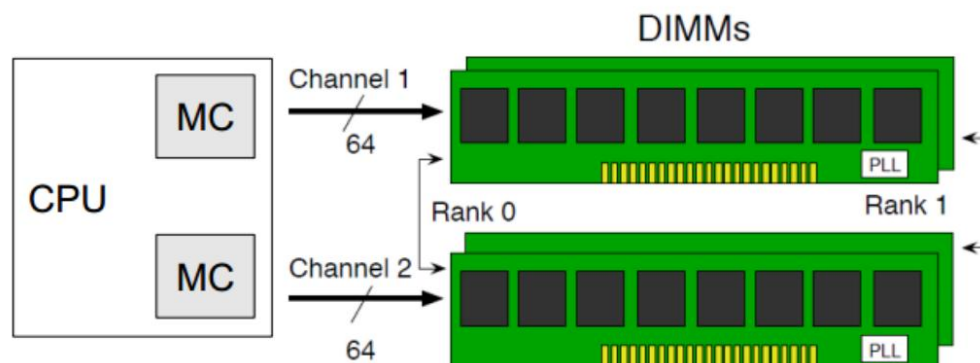 DIMMs
Channel 1
MC
64
PLL
CPU
Rank 0
Rank 1
Channel 2
MC
64
PLL